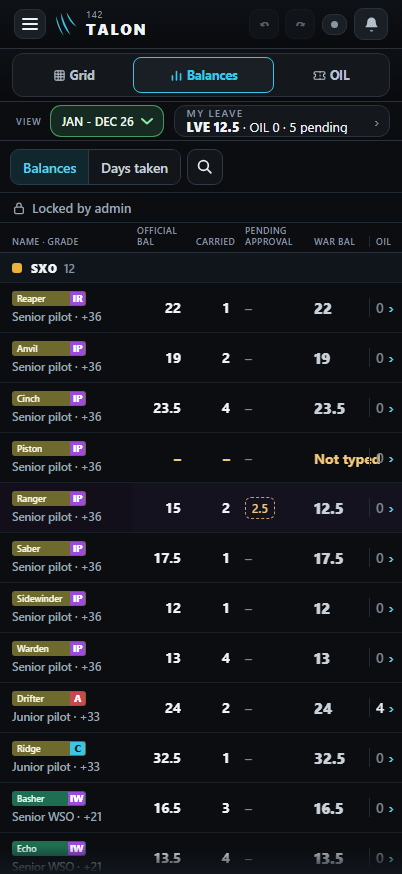 142
TALON
Grid
Balances
OIL
VIEW
JAN - DEC 26
MY LEAVE
LVE 12.5 · OIL 0 · 5 pending
Balances
Days taken
Locked by admin
NAME · GRADE
OFFICIAL BAL
CARRIED
PENDING APPROVAL
WAR BAL
OIL
SXO 12
Reaper IR
Senior pilot · +36
22 1 – 22 0
Anvil IP
Senior pilot · +36
19 2 – 19 0
Cinch IP
Senior pilot · +36
23.5 4 – 23.5 0
Piston IP
Senior pilot · +36
– – – Not typed 0
Ranger IP
Senior pilot · +36
15 2 2.5 12.5 0
Saber IP
Senior pilot · +36
17.5 1 – 17.5 0
Sidewinder IP
Senior pilot · +36
12 1 – 12 0
Warden IP
Senior pilot · +36
13 4 – 13 0
Drifter A
Junior pilot · +33
24 2 – 24 4
Ridge C
Junior pilot · +33
32.5 1 – 32.5 0
Basher IW
Senior WSO · +21
16.5 3 – 16.5 0
Echo IW
Senior WSO · +21
13.5 4 – 13.5 0